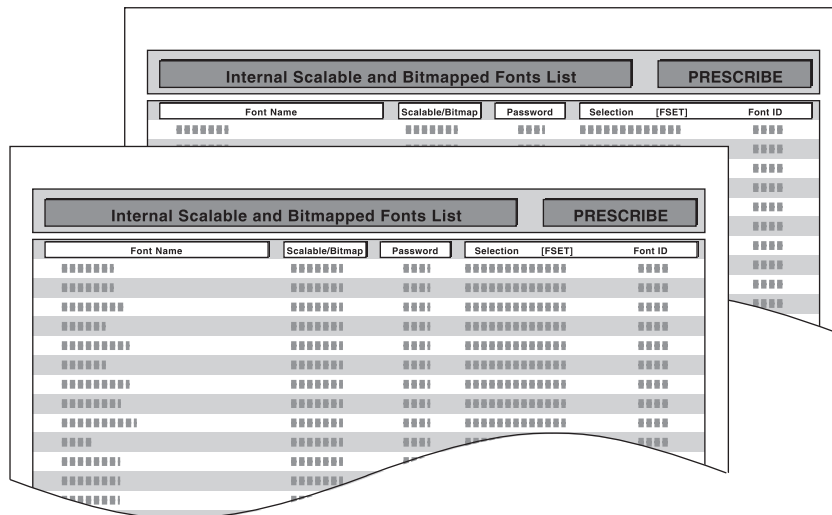 Internal Scalable and Bitmapped Fonts List PRESCRIBE
Font Name Scalable/Bitmap Password Selection [FSET] Font ID
Internal Scalable and Bitmapped Fonts List PRESCRIBE
Font Name Scalable/Bitmap Password Selection [FSET] Font ID